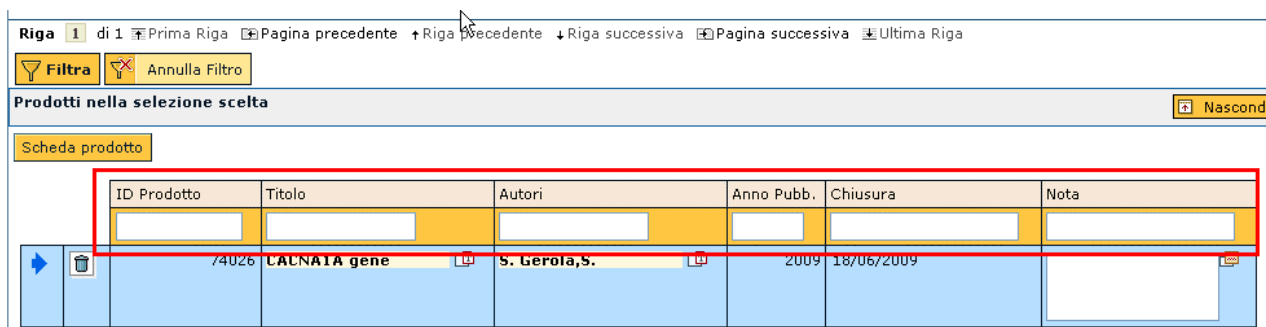 Riga 1 di 1 Prima Riga Pagina precedente Riga precedente Riga successiva Pagina successiva Ultima Riga
Filtra Annulla Filtro
Prodotti nella selezione scelta Nascond
Scheda prodotto
ID Prodotto Titolo Autori Anno Pubb. Chiusura Nota
74026 CACNA1A gene S. Gerola,S. 2009 18/06/2009